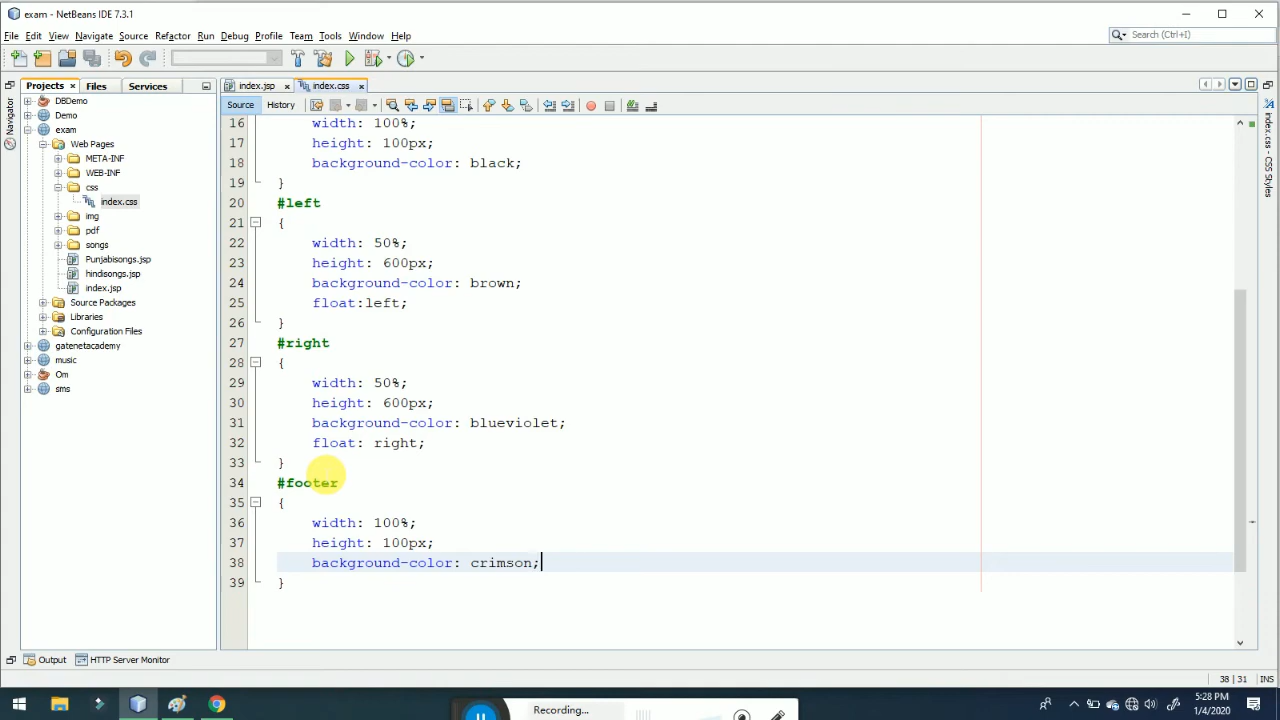 exam - NetBeans IDE 7.3.1
File Edit View Navigate Source Refactor Run Debug Profile Team Tools Window Help
Search (Ctrl+I)
Projects Files Services
index.jsp index.css
Source History
Navigator
index.css - CSS Styles
DBDemo
Demo
exam
Web Pages
META-INF
WEB-INF
css
index.css
img
pdf
songs
Punjabisongs.jsp
hindisongs.jsp
index.jsp
Source Packages
Libraries
Configuration Files
gatenetacademy
music
Om
sms
16 width: 100%;
17 height: 100px;
18 background-color: black;
19 }
20 #left
21 {
22 width: 50%;
23 height: 600px;
24 background-color: brown;
25 float:left;
26 }
27 #right
28 {
29 width: 50%;
30 height: 600px;
31 background-color: blueviolet;
32 float: right;
33 }
34 #footer
35 {
36 width: 100%;
37 height: 100px;
38 background-color: crimson;
39 }
Output HTTP Server Monitor
38 | 31 INS
Recording...
5:28 PM
1/4/2020